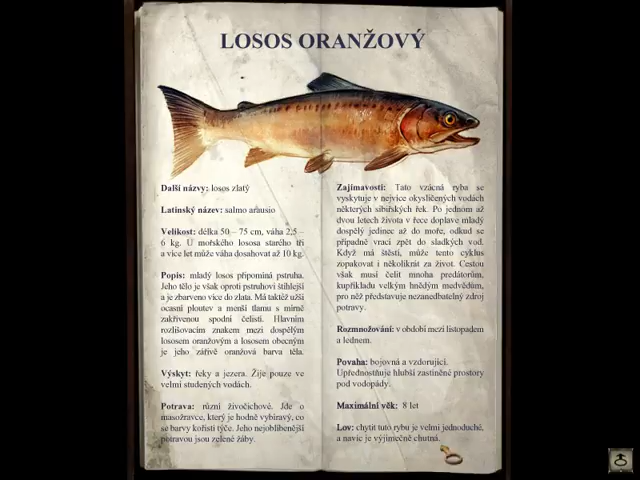 LOSOS ORANŽOVÝ
Další názvy: losos zlatý
Latinský název: salmo arausio
Velikost: délka 50 – 75 cm, váha 2,5 –
6 kg. U mořského lososa starého tří
a více let může váha dosahovat až 10 kg.
Popis: mladý losos připomíná pstruha.
Jeho tělo je však oproti pstruhovi štíhlejší
a je zbarveno více do zlata. Má taktéž užší
ocasní ploutev a menší tlamu s mírně
zakřivenou spodní čelistí. Hlavním
rozlišovacím znakem mezi dospělým
lososem oranžovým a lososem obecným
je jeho zářivě oranžová barva těla.
Výskyt: řeky a jezera. Žije pouze ve
velmi studených vodách.
Potrava: různí živočichové. Jde o
masožravce, který je hodně vybíravý, co
se barvy kořisti týče. Jeho nejoblíbenější
potravou jsou zelené žáby.
Zajímavosti: Tato vzácná ryba se
vyskytuje v nejvíce okysličených vodách
některých sibiřských řek. Po jednom až
dvou letech života v řece doplave mladý
dospělý jedinec až do moře, odkud se
případně vrací zpět do sladkých vod.
Když má štěstí, může tento cyklus
zopakovat i několikrát za život. Cestou
však musí čelit mnoha predátorům,
kupříkladu velkým hnědým medvědům,
pro něž představuje nezanedbatelný zdroj
potravy.
Rozmnožování: v období mezi listopadem
a lednem.
Povaha: bojovná a vzdorující.
Upřednostňuje hlubší zastíněné prostory
pod vodopády.
Maximální věk: 8 let
Lov: chytit tuto rybu je velmi jednoduché,
a navíc je výjimečně chutná.